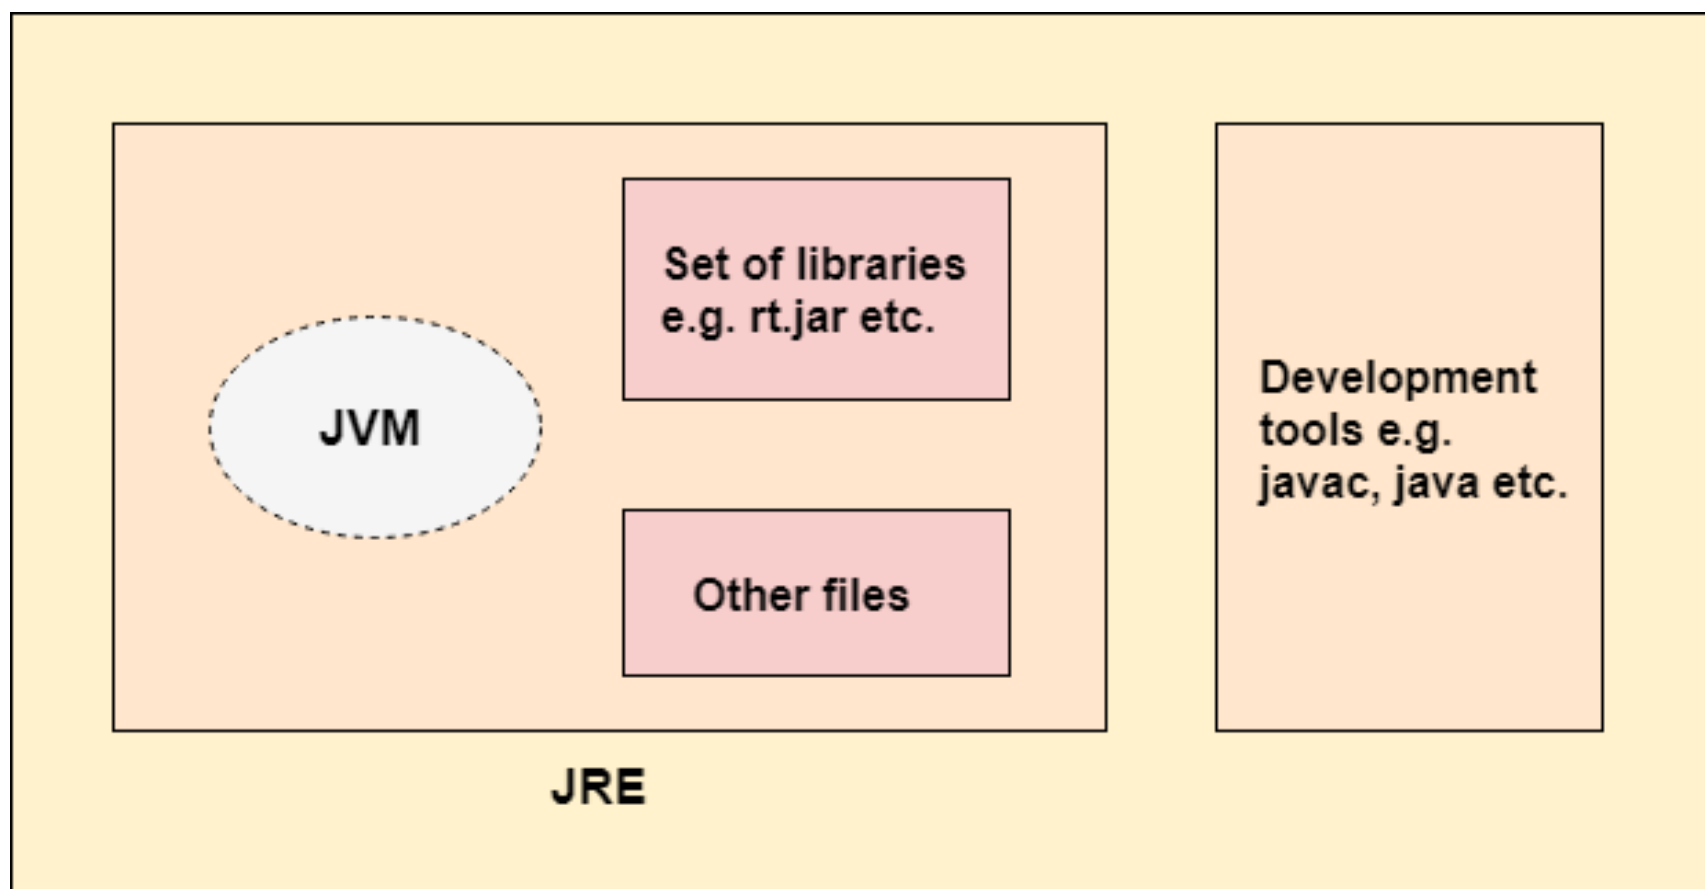 Set of libraries
e.g. rt.jar etc.
JVM
Other files
JRE
Development
tools e.g.
javac, java etc.